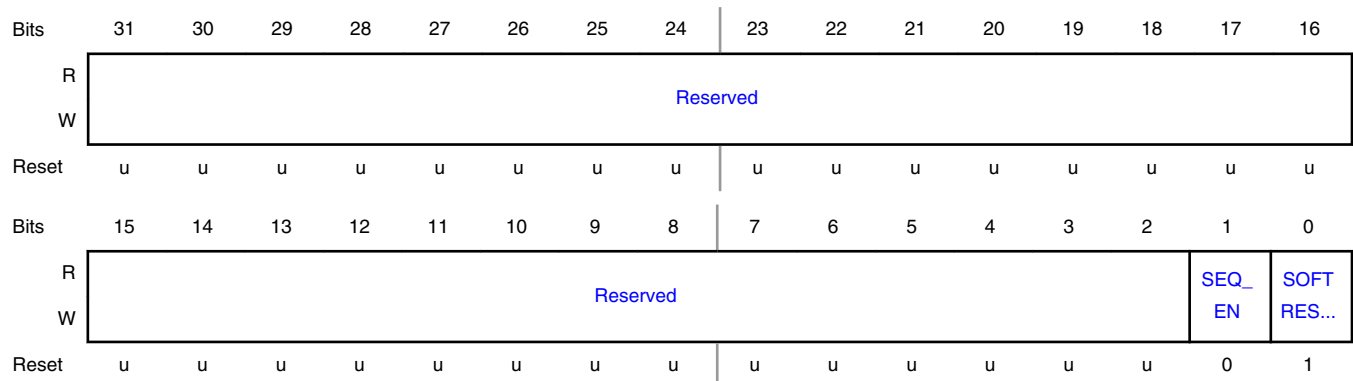 Bits 31 30 29 28 27 26 25 24 23 22 21 20 19 18 17 16
R
Reserved
W
Reset u u u u u u u u u u u u u u u u
Bits 15 14 13 12 11 10 9 8 7 6 5 4 3 2 1 0
R
Reserved
SEQ_ SOFT
EN RES...
W
Reset u u u u u u u u u u u u u u 0 1